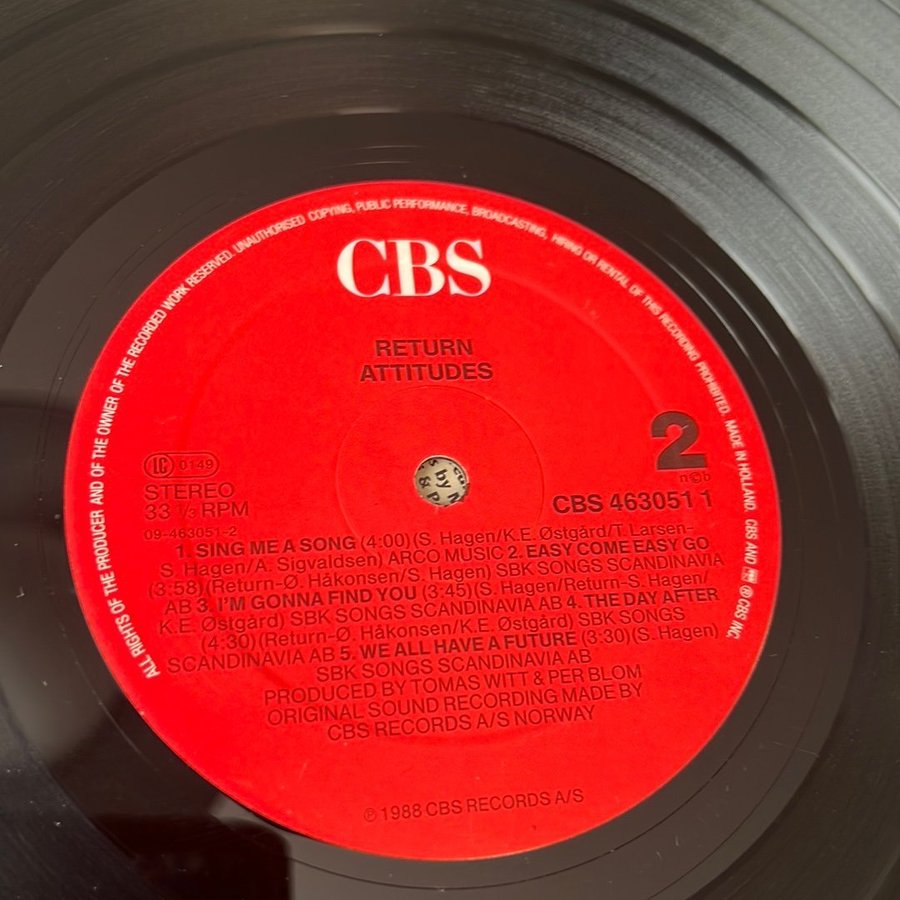 ALL RIGHTS OF THE PRODUCER AND OF THE OWNER OF THE RECORDED WORK RESERVED. UNAUTHORISED COPYING, PUBLIC PERFORMANCE, BROADCASTING, HIRING OR RENTAL OF THIS RECORDING PROHIBITED. MADE IN HOLLAND. CBS AND ℗ CBS INC.
CBS
RETURN
ATTITUDES
2
LC 0149
n©b
STEREO
CBS 463051 1
33 1/3 RPM
09-463051-2
1. SING ME A SONG (4:00) (S. Hagen/K.E. Østgård/T. Larsen-
S. Hagen/A. Sigvaldsen) ARCO MUSIC 2. EASY COME EASY GO
(3:58) (Return-Ø. Håkonsen/S. Hagen) SBK SONGS SCANDINAVIA
AB 3. I'M GONNA FIND YOU (3:45) (S. Hagen/Return-S. Hagen/
K.E. Østgård) SBK SONGS SCANDINAVIA AB 4. THE DAY AFTER
(4:30) (Return-Ø. Håkonsen/K.E. Østgård) SBK SONGS
SCANDINAVIA AB 5. WE ALL HAVE A FUTURE (3:30) (S. Hagen)
SBK SONGS SCANDINAVIA AB
PRODUCED BY TOMAS WITT & PER BLOM
ORIGINAL SOUND RECORDING MADE BY
CBS RECORDS A/S NORWAY
℗ 1988 CBS RECORDS A/S